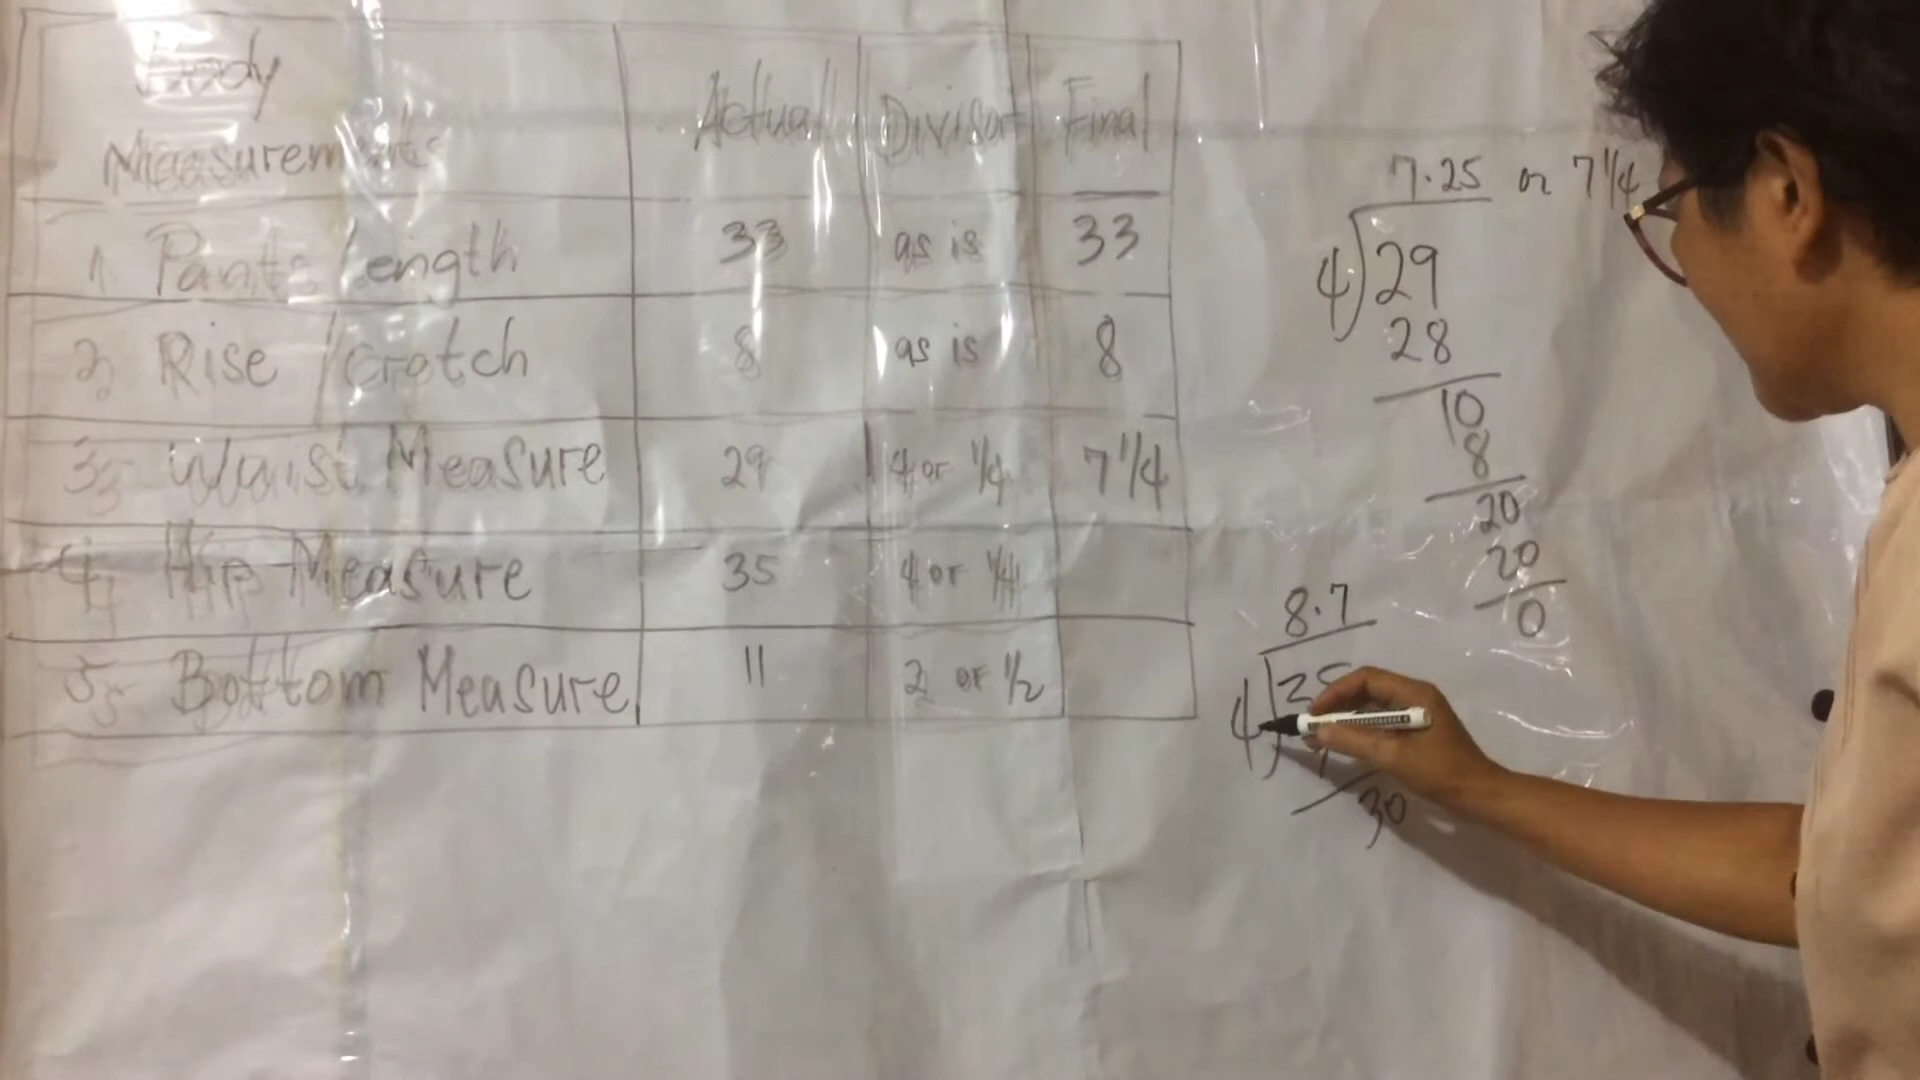 Body
Measurements
Actual
Divisor
Final
1. Pants Length
33
as is
33
2. Rise / crotch
8
as is
8
3. Waist Measure
29
4 or 1/4
7 1/4
4. Hip Measure
35
4 or 1/4
5. Bottom Measure
11
2 or 1/2
7.25 or 7 1/4
4 29
28
10
8
20
20
0
8.7
4
30